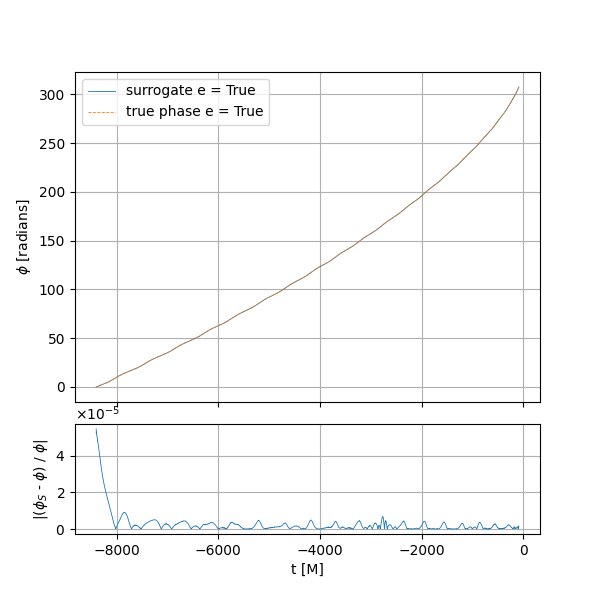 surrogate e = True
true phase e = True
300
250
200
150
100
50
0
ϕ [radians]
×10⁻⁵
4
2
0
|(ϕ_S - ϕ) / ϕ|
−8000 −6000 −4000 −2000 0
t [M]